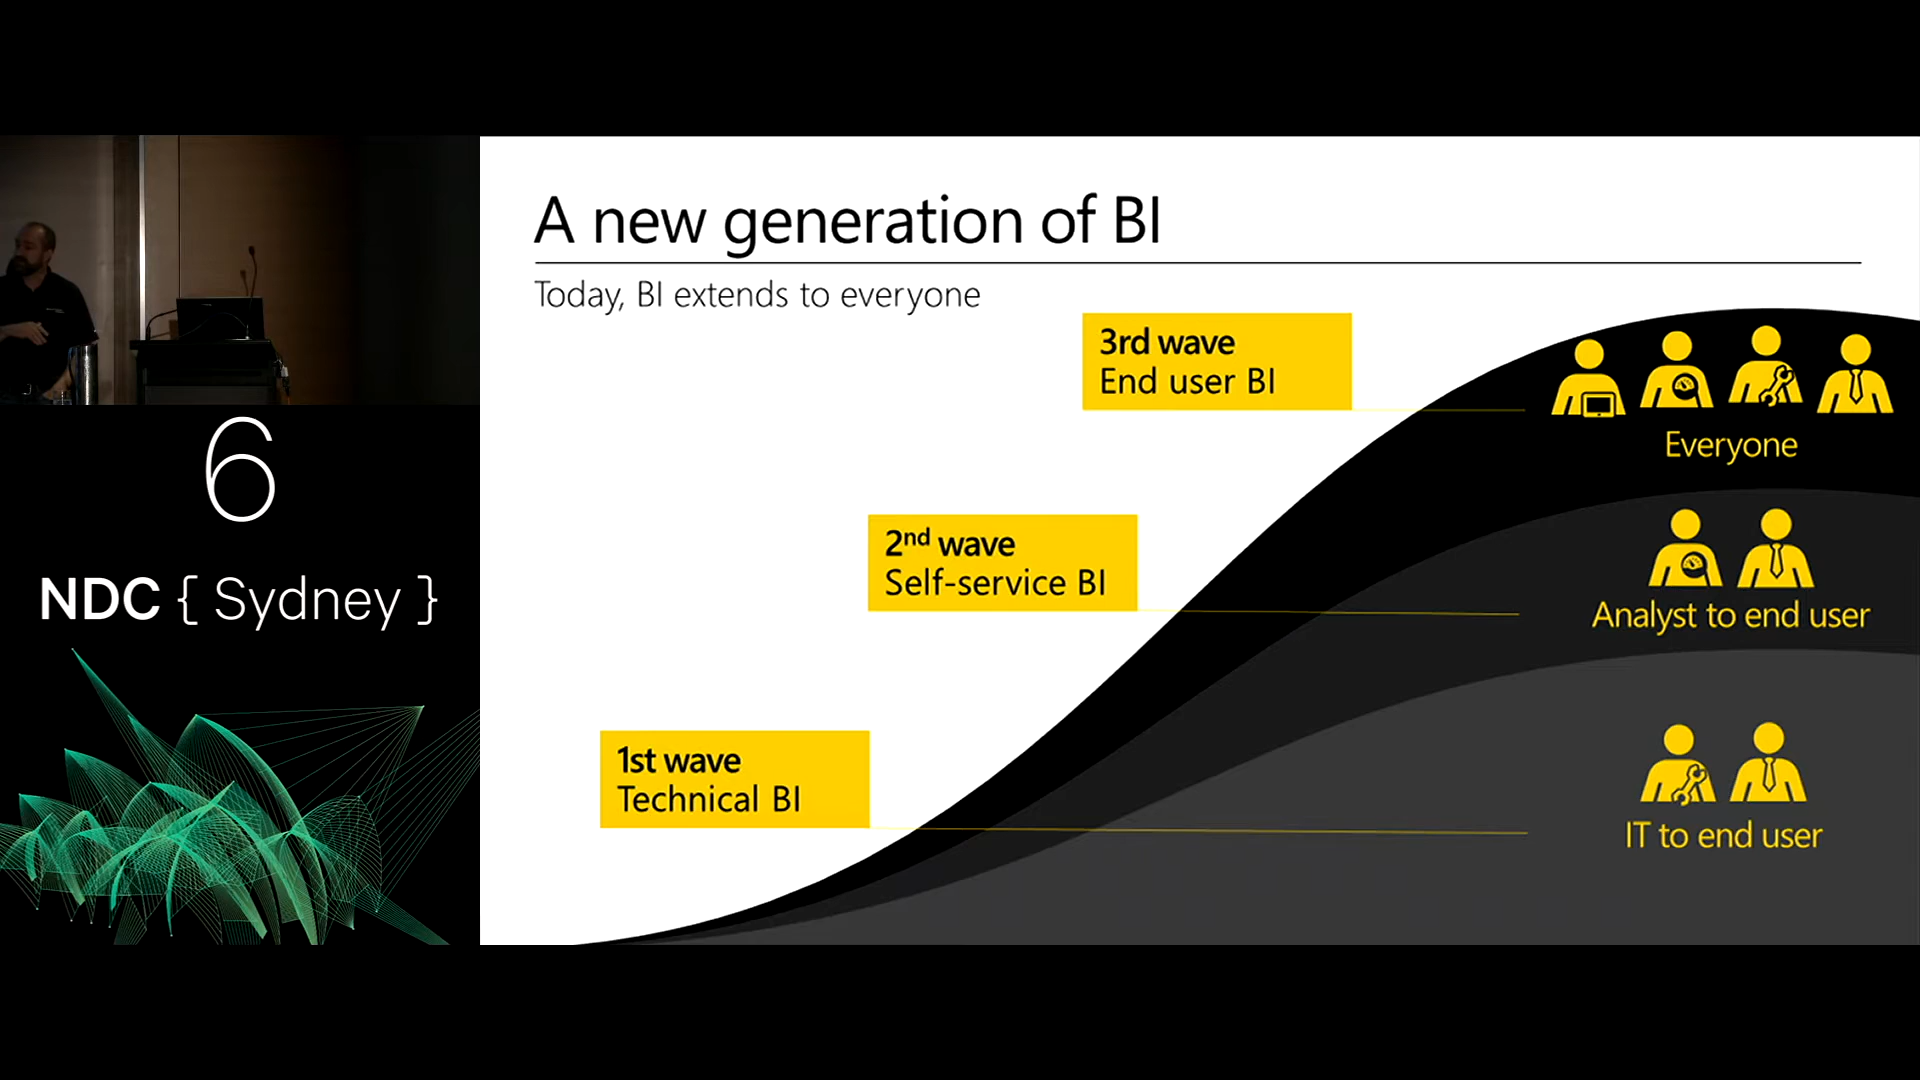 6
NDC { Sydney }
A new generation of BI
Today, BI extends to everyone
3rd wave
End user BI
Everyone
2nd wave
Self-service BI
Analyst to end user
1st wave
Technical BI
IT to end user